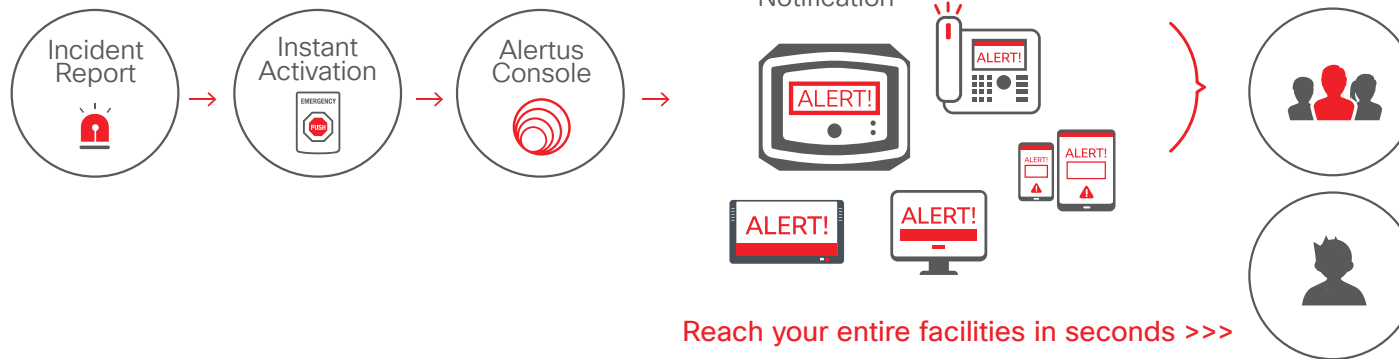 Notification
Incident
Report
Instant
Activation
EMERGENCY
PUSH
Alertus
Console
ALERT!
ALERT!
ALERT!
ALERT!
ALERT!
ALERT!
Reach your entire facilities in seconds >>>